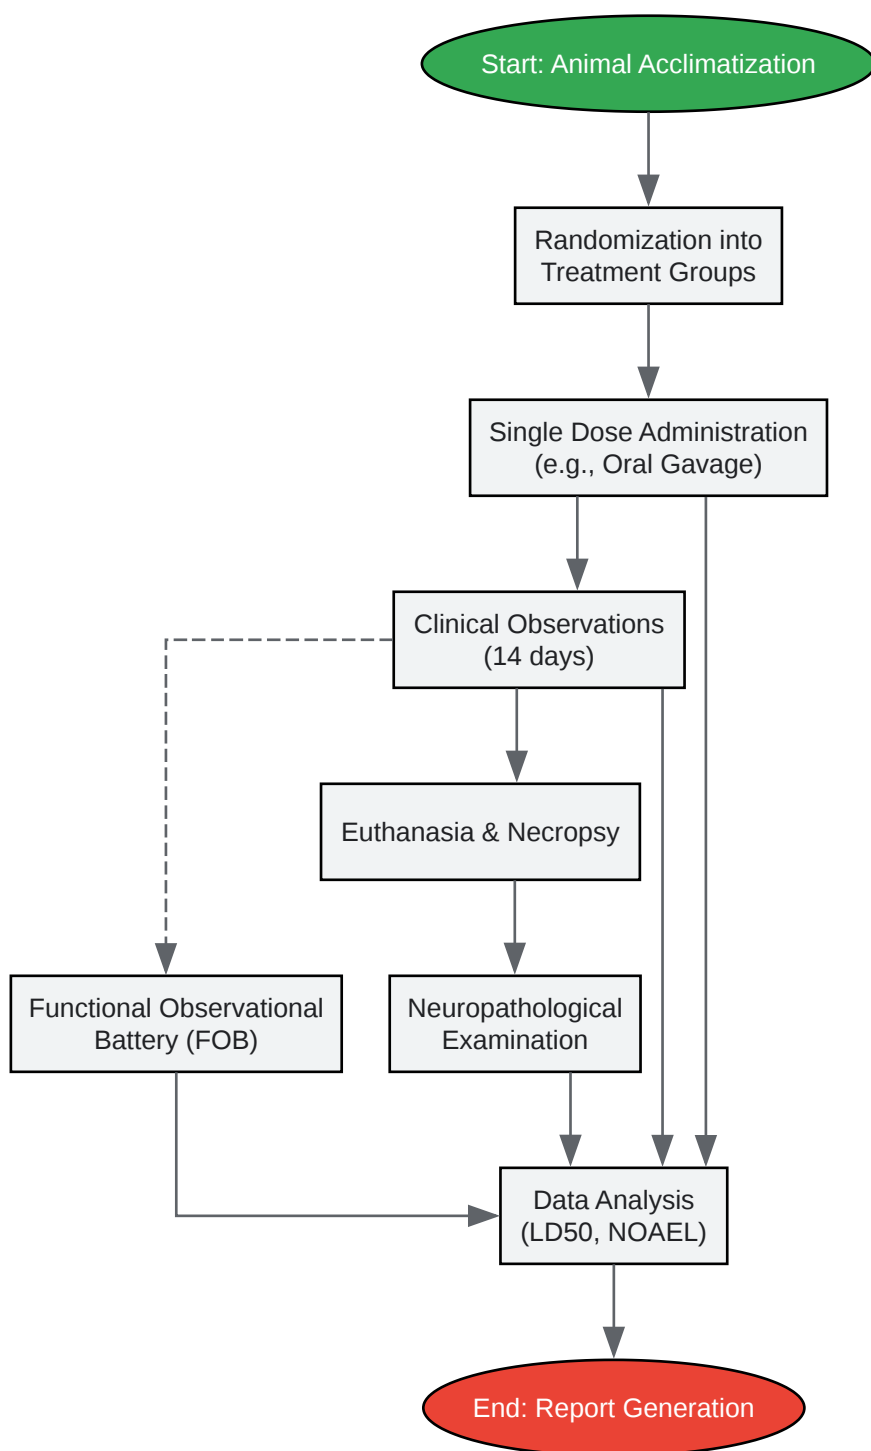 Start: Animal Acclimatization
Randomization into
Treatment Groups
Single Dose Administration
(e.g., Oral Gavage)
Clinical Observations
(14 days)
Euthanasia & Necropsy
Functional Observational
Battery (FOB)
Neuropathological
Examination
Data Analysis
(LD50, NOAEL)
End: Report Generation